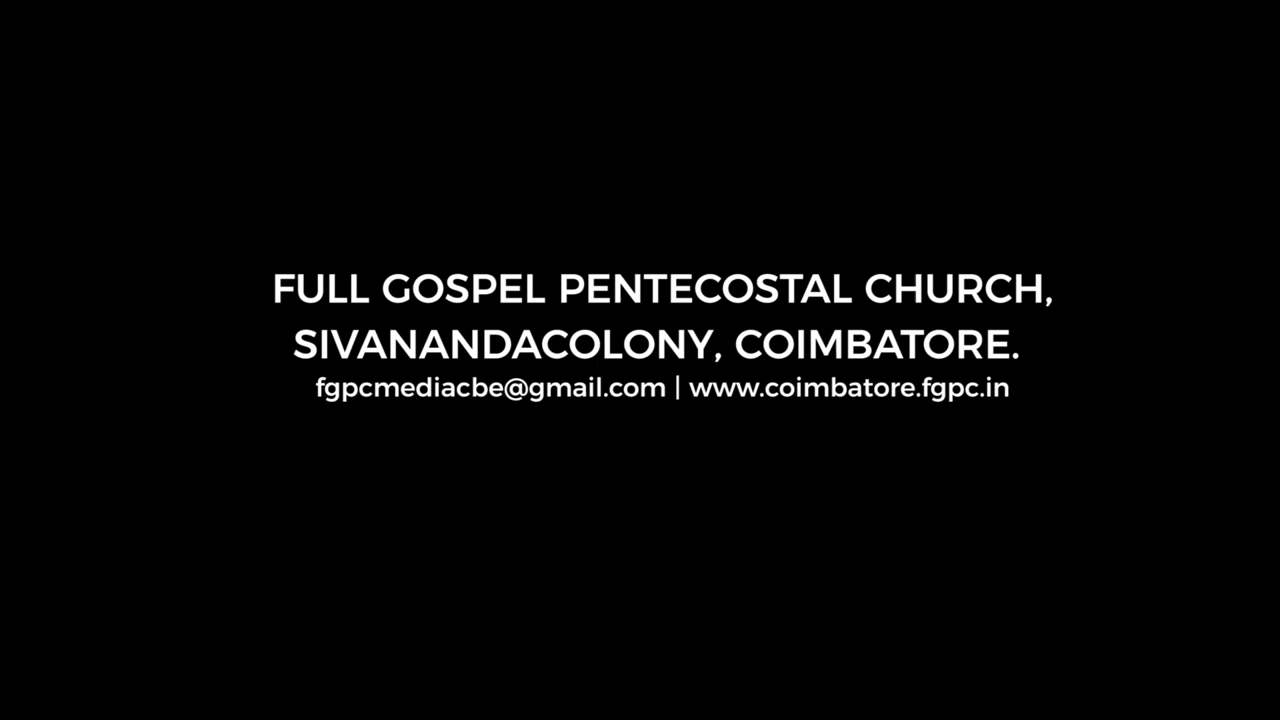 FULL GOSPEL PENTECOSTAL CHURCH,
SIVANANDACOLONY, COIMBATORE.
fgpcmediacbe@gmail.com | www.coimbatore.fgpc.in